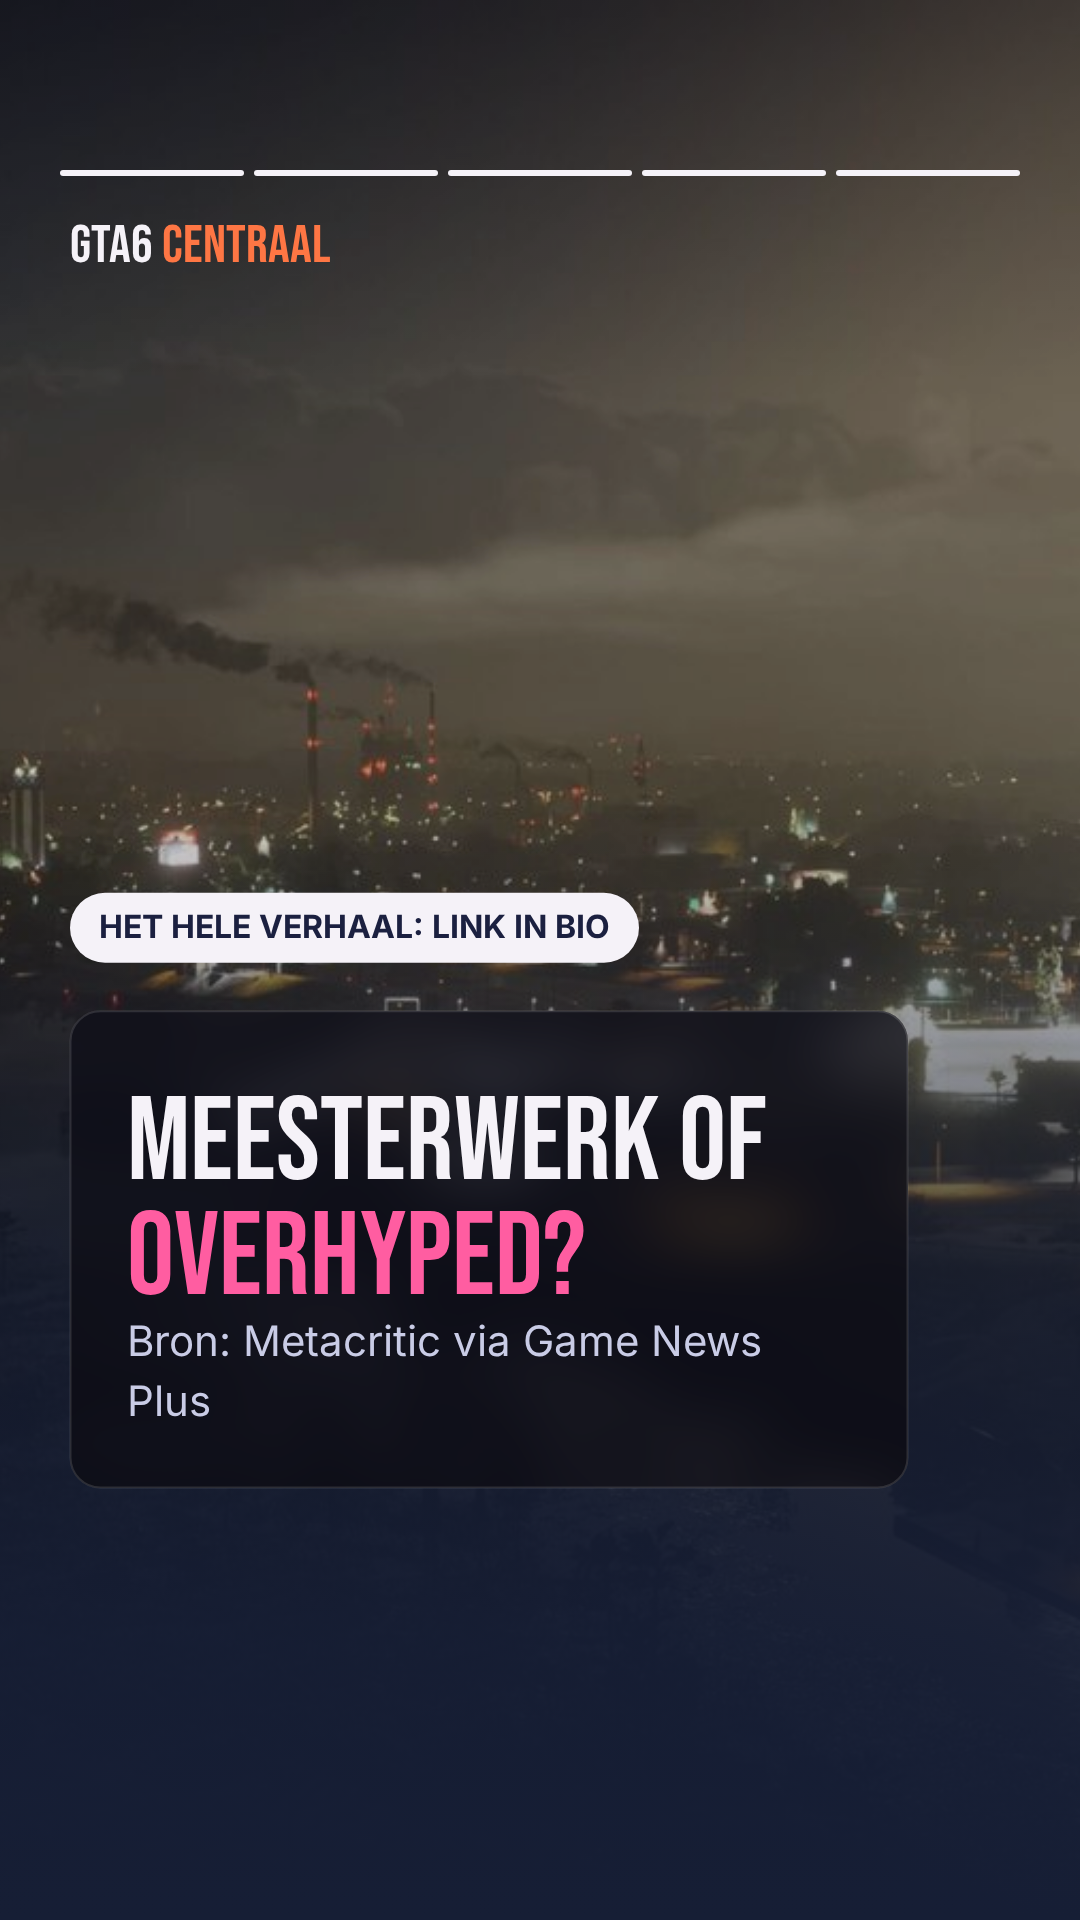 GTA6 CENTRAAL
HET HELE VERHAAL: LINK IN BIO
MEESTERWERK OF
OVERHYPED?
Bron: Metacritic via Game News
Plus